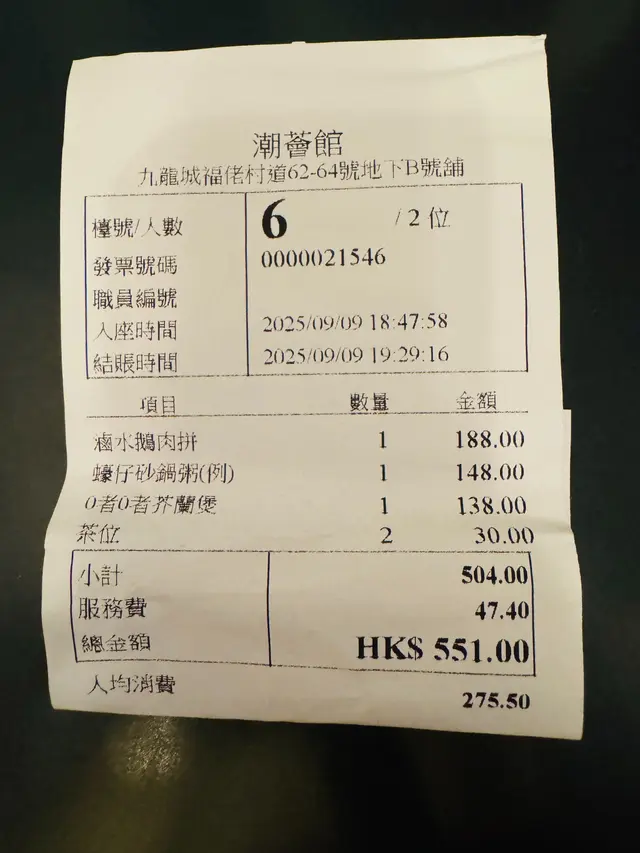 潮薈館
九龍城福佬村道62-64號地下B號舖
檯號/人數 6 / 2 位
發票號碼 0000021546
職員編號
入座時間 2025/09/09 18:47:58
結賬時間 2025/09/09 19:29:16
項目 數量 金額
滷水鵝肉拼 1 188.00
蠔仔砂鍋粥(例) 1 148.00
0者0者芥蘭煲 1 138.00
茶位 2 30.00
小計 504.00
服務費 47.40
總金額 HK$ 551.00
人均消費 275.50